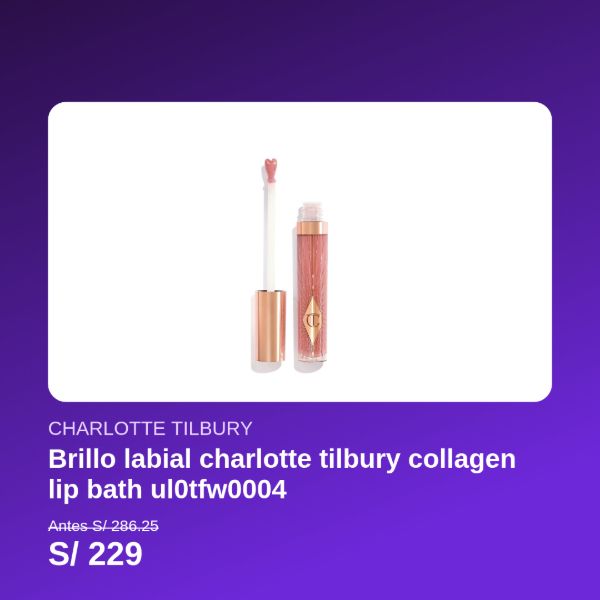 C
CHARLOTTE TILBURY
Brillo labial charlotte tilbury collagen
lip bath ul0tfw0004
Antes S/ 286.25
S/ 229